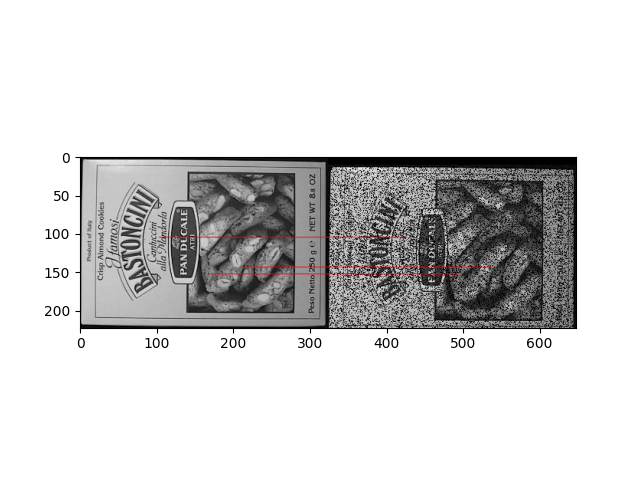 0
50
100
150
200
Product of Italy
Crisp Almond Cookies
Famosi
BASTONCINI
Cantuccini
alla Mandorla
PAN DUCALE
ATRI
Peso Netto 250 g ℮ NET WT 8.8 OZ
BASTONCINI
PAN DUCALE
0 100 200 300 400 500 600